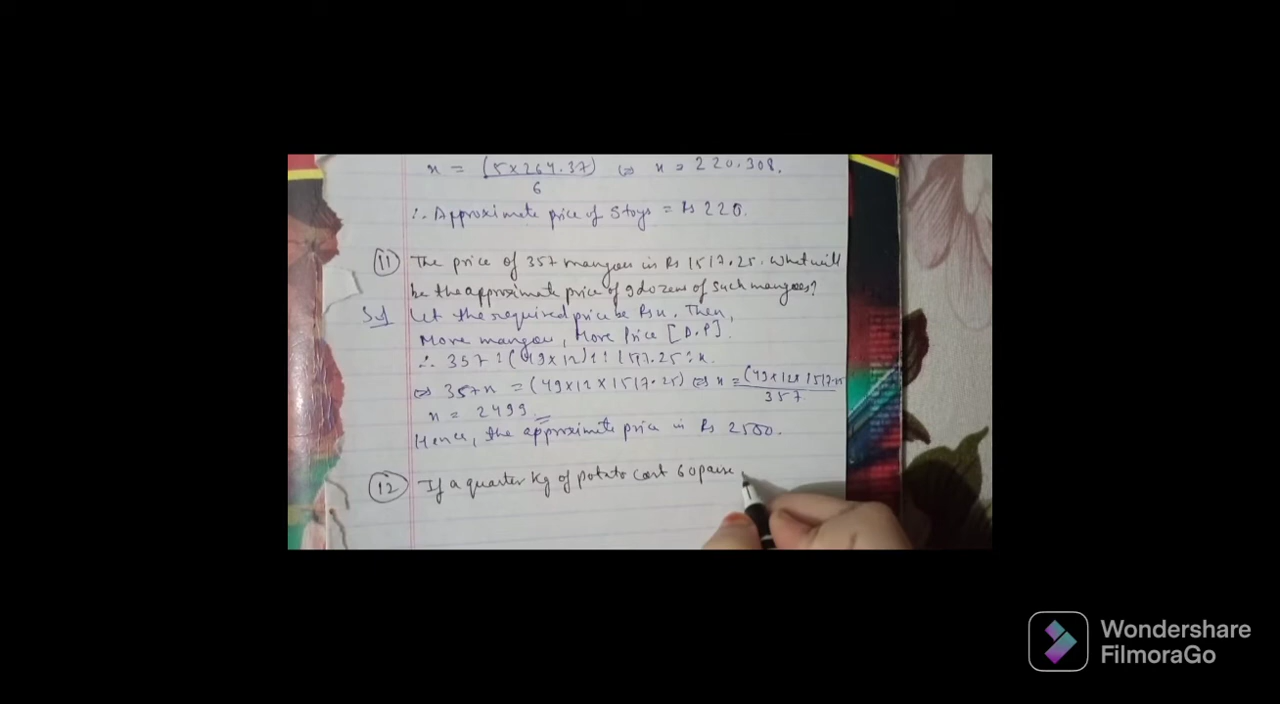 x = (5 x 264.37) / 6 ⇔ x = 220.308.
∴ Approximate price of 5 toys = Rs 220.
(11) The price of 357 mangoes is Rs 1517.25. What will
be the approximate price of 9 dozens of such mangoes?
Sol Let the required price be Rs x. Then,
More mangoes, More Price [D.P].
∴ 357 : (49 x 12) :: 1517.25 : x.
⇔ 357x = (49 x 12 x 1517.25) ⇔ x = (49 x 12 x 1517.25) / 357
x = 2499
Hence, the approximate price is Rs 2500.
(12) If a quarter kg of potato cost 60 paise
Wondershare
FilmoraGo